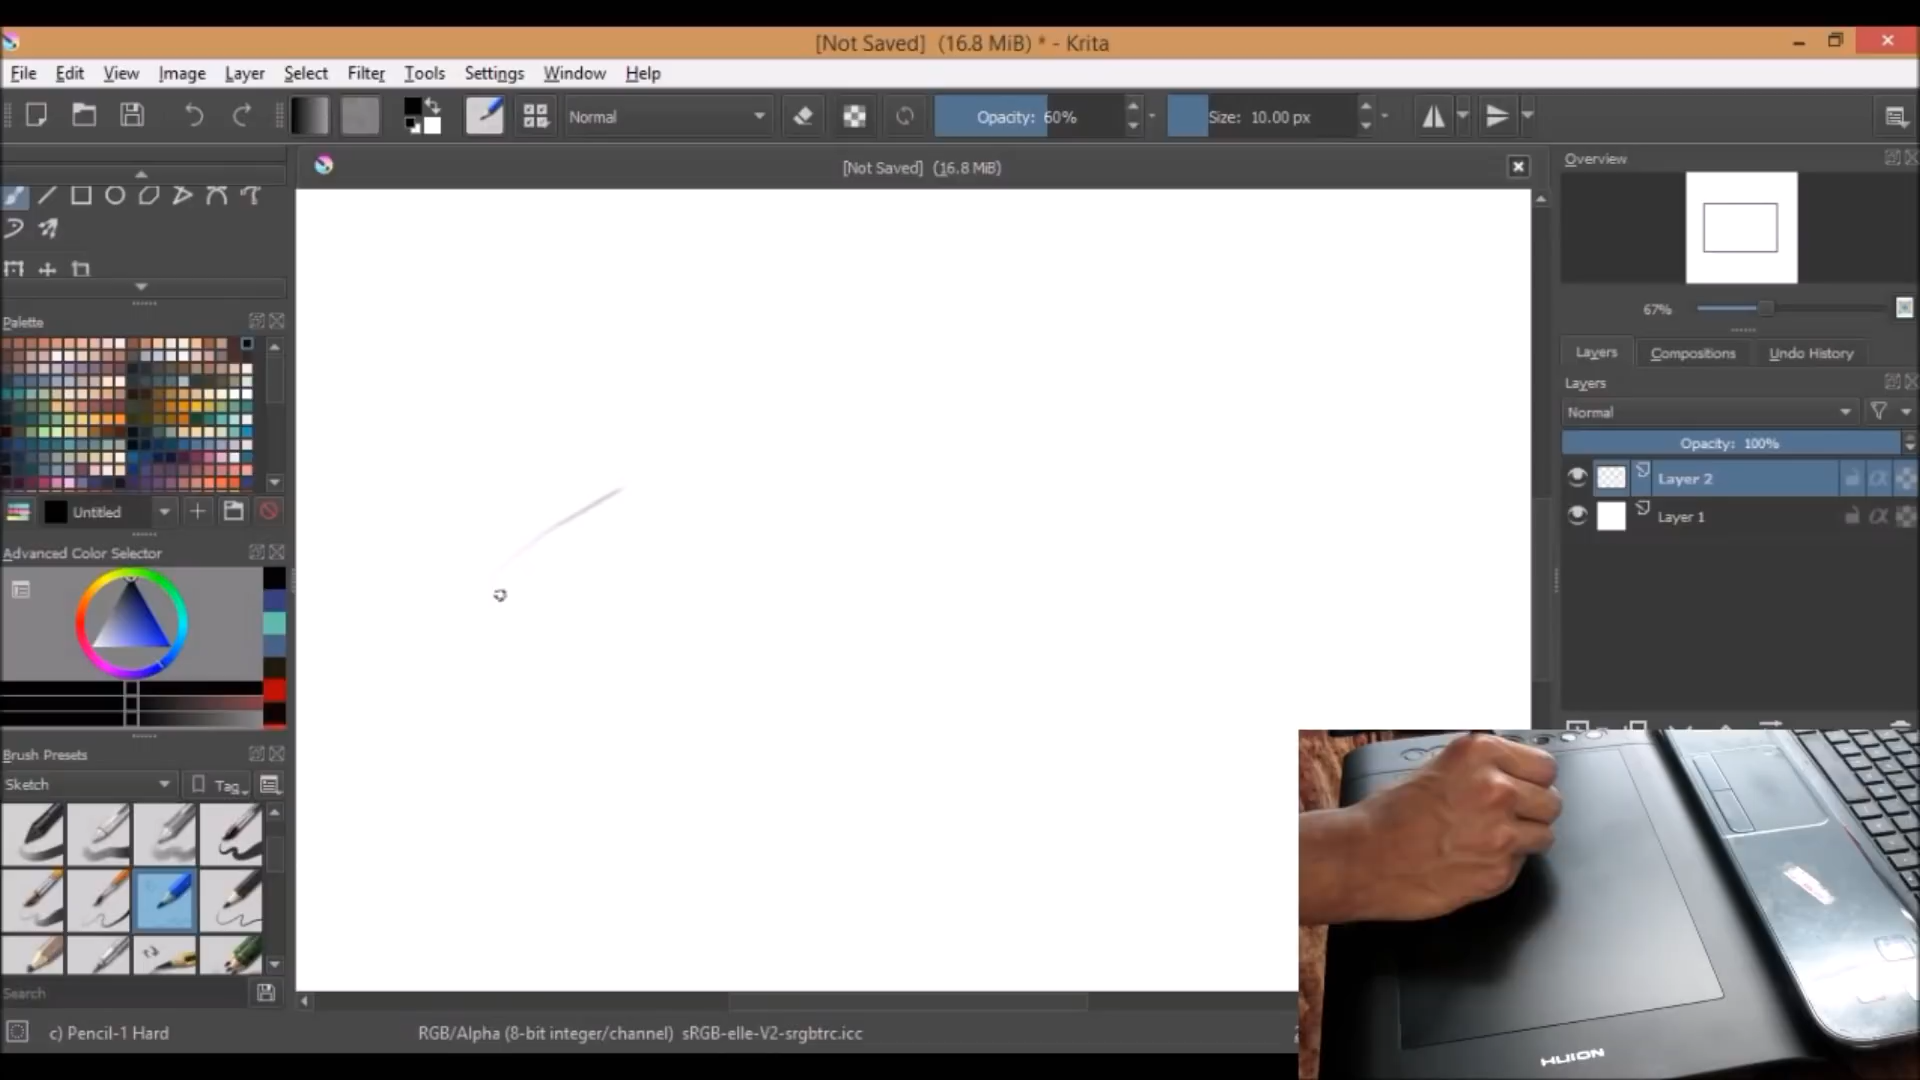 [Not Saved]  (16.8 MiB) * - Krita
File Edit View Image Layer Select Filter Tools Settings Window Help
Normal Opacity: 60% Size: 10.00 px
[Not Saved]  (16.8 MiB)
Overview
67%
Palette
Untitled
Layers Compositions Undo History
Layers
Normal
Opacity: 100%
Layer 2
Layer 1
Advanced Color Selector
Brush Presets
Sketch Tag
Search
c) Pencil-1 Hard RGB/Alpha (8-bit integer/channel)  sRGB-elle-V2-srgbtrc.icc
HUION